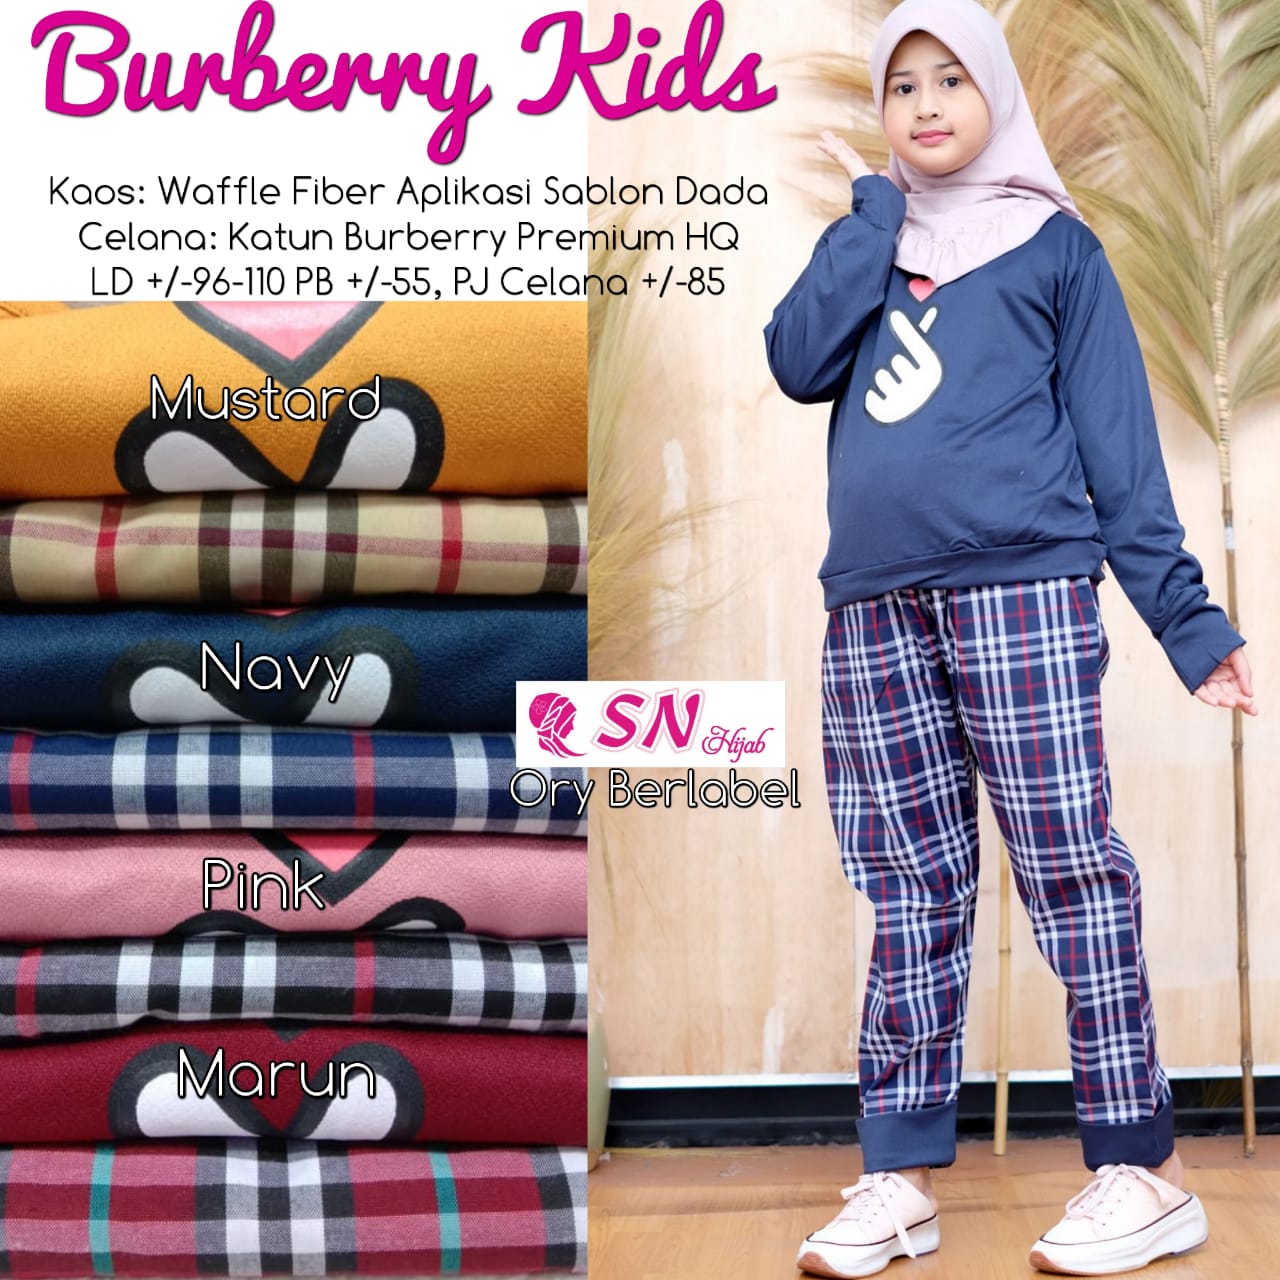 Burberry Kids
Kaos: Waffle Fiber Aplikasi Sablon Dada
Celana: Katun Burberry Premium HQ
LD +/-96-110 PB +/-55, PJ Celana +/-85
Mustard
Navy
SN Hijab
Ory Berlabel
Pink
Marun